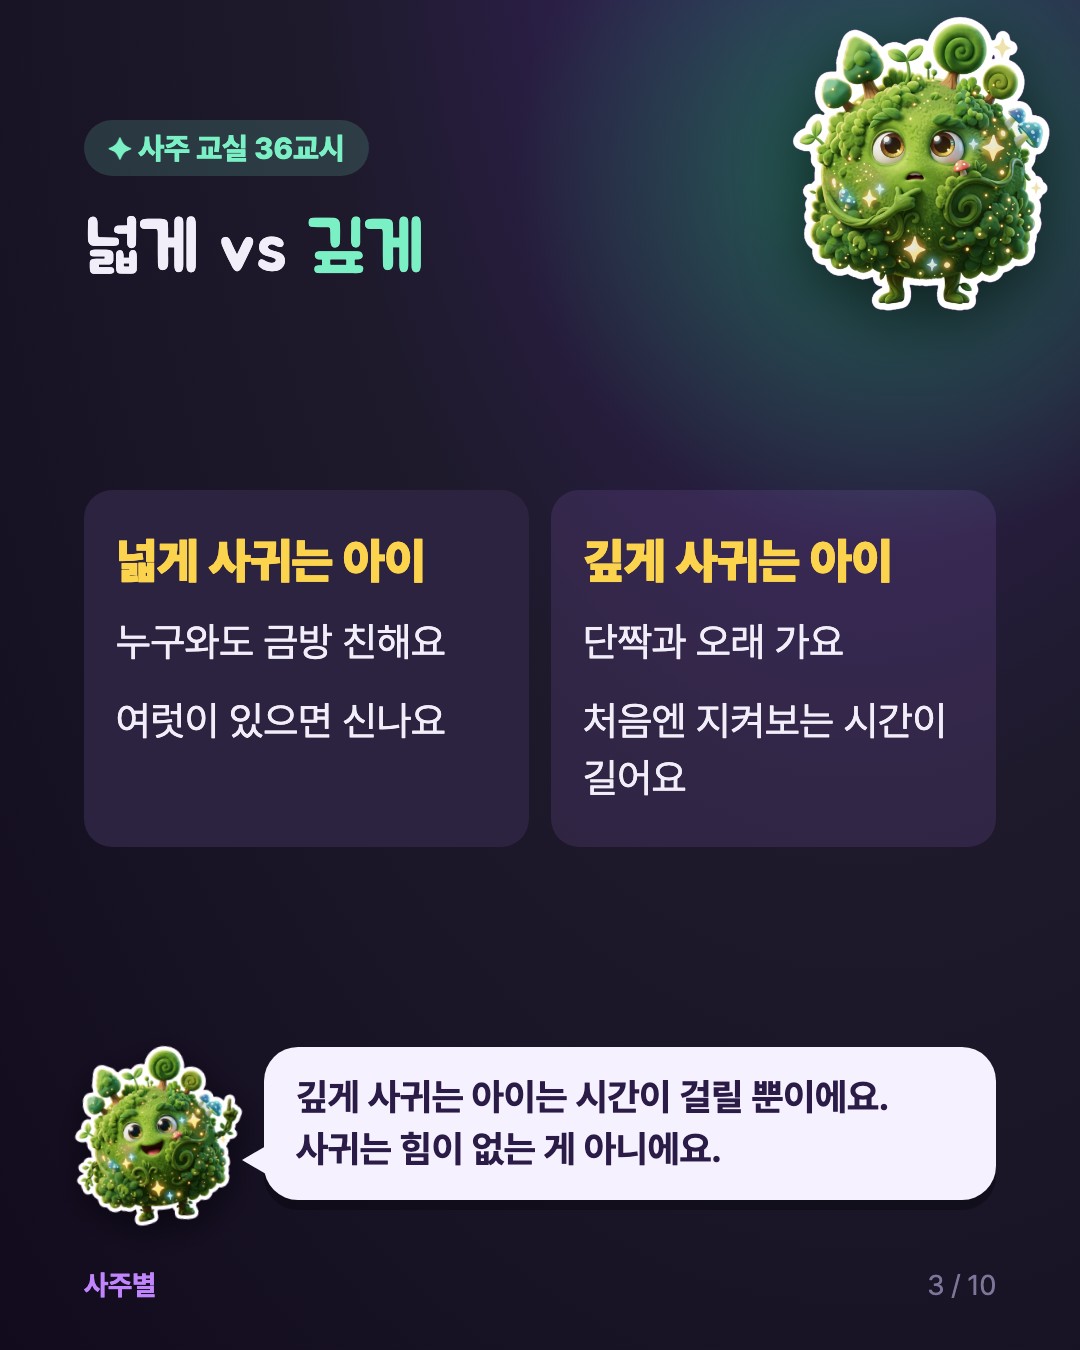 ✦ 사주 교실 36교시
넓게 vs 깊게
넓게 사귀는 아이
누구와도 금방 친해요
여럿이 있으면 신나요
깊게 사귀는 아이
단짝과 오래 가요
처음엔 지켜보는 시간이
길어요
깊게 사귀는 아이는 시간이 걸릴 뿐이에요.
사귀는 힘이 없는 게 아니에요.
사주별
3 / 10